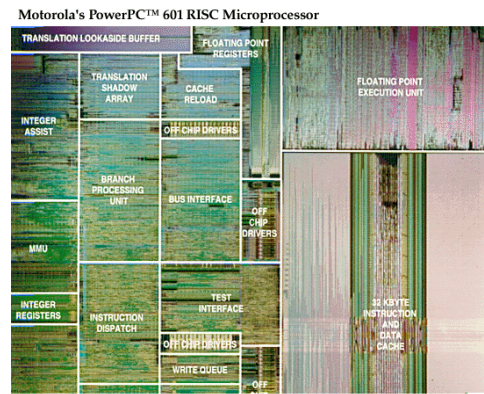 Motorola's PowerPC™ 601 RISC Microprocessor
TRANSLATION LOOKASIDE BUFFER
FLOATING POINT
REGISTERS
TRANSLATION
SHADOW
ARRAY
CACHE
RELOAD
FLOATING POINT
EXECUTION UNIT
INTEGER
ASSIST
OFF CHIP DRIVERS
BRANCH
PROCESSING
UNIT
BUS INTERFACE
OFF
CHIP
DRIVERS
MMU
INTEGER
REGISTERS
INSTRUCTION
DISPATCH
TEST
INTERFACE
32 KBYTE
INSTRUCTION
AND
DATA
CACHE
OFF CHIP DRIVERS
WRITE QUEUE
OFF